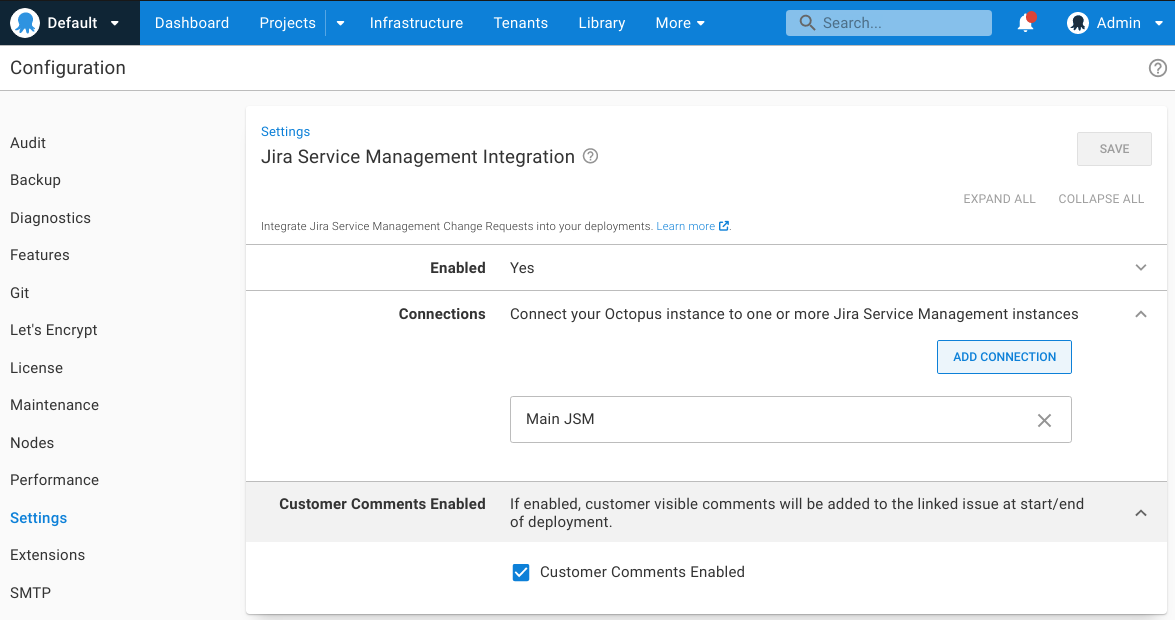 Default
Dashboard
Projects
Infrastructure
Tenants
Library
More
Search...
Admin
Configuration
Audit
Backup
Diagnostics
Features
Git
Let's Encrypt
License
Maintenance
Nodes
Performance
Settings
Extensions
SMTP
Settings
Jira Service Management Integration
SAVE
EXPAND ALL
COLLAPSE ALL
Integrate Jira Service Management Change Requests into your deployments. Learn more.
Enabled
Yes
Connections
Connect your Octopus instance to one or more Jira Service Management instances
ADD CONNECTION
Main JSM
Customer Comments Enabled
If enabled, customer visible comments will be added to the linked issue at start/end
of deployment.
Customer Comments Enabled